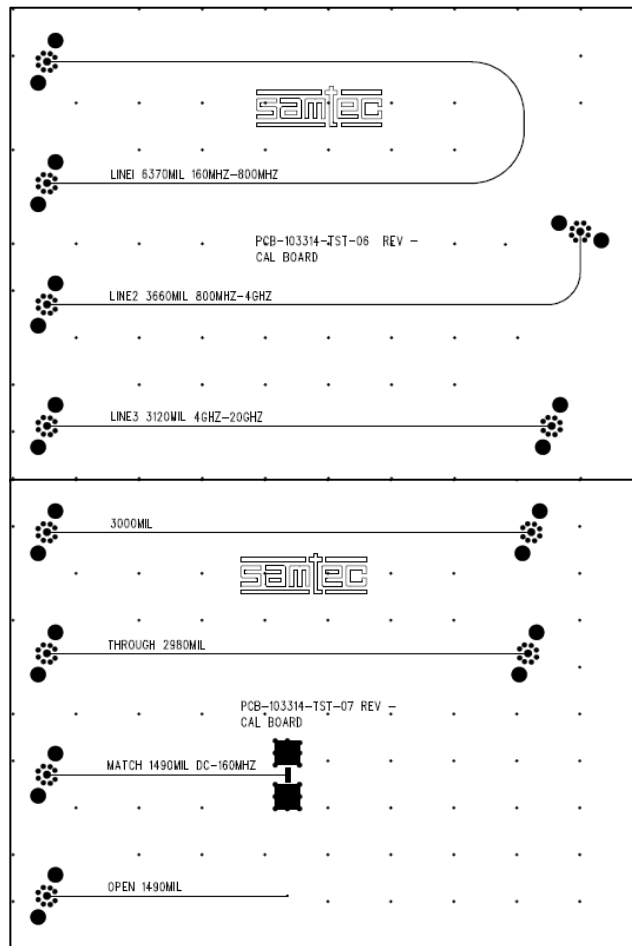 samtec
LINE1 6370MIL 160MHZ-800MHZ
PCB-103314-TST-06 REV -
CAL BOARD
LINE2 3660MIL 800MHZ-4GHZ
LINE3 3120MIL 4GHZ-20GHZ
3000MIL
samtec
THROUGH 2980MIL
PCB-103314-TST-07 REV -
CAL BOARD
MATCH 1490MIL DC-160MHZ
OPEN 1490MIL